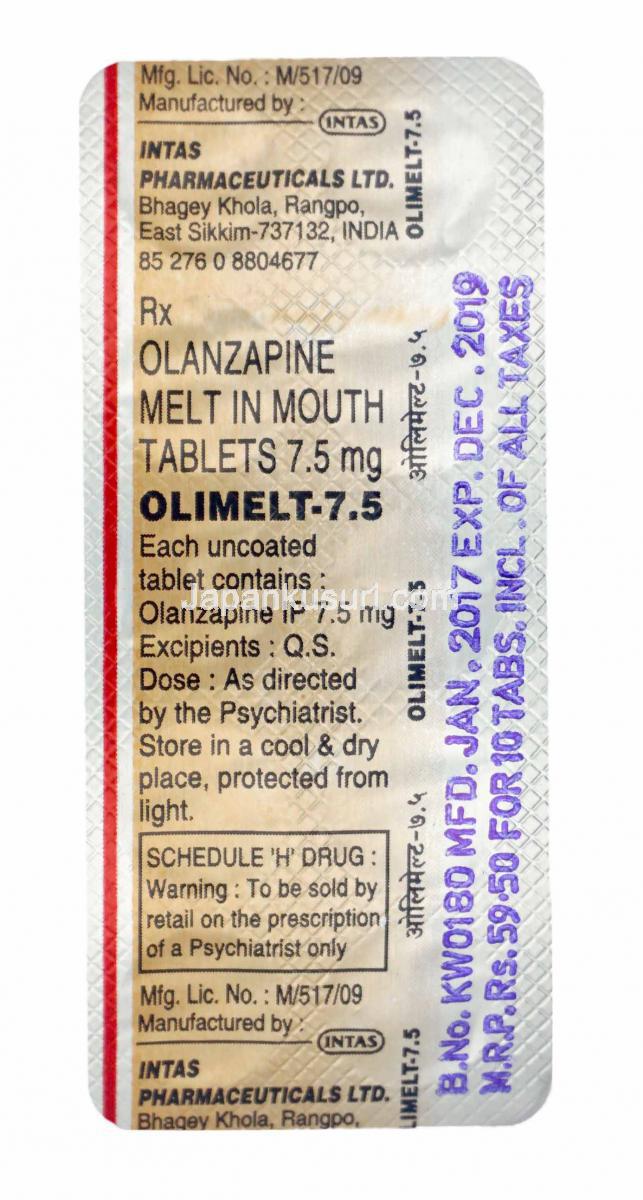 Mfg. Lic. No. : M/517/09
Manufactured by :
INTAS
INTAS
PHARMACEUTICALS LTD.
Bhagey Khola, Rangpo,
East Sikkim-737132, INDIA
85 276 0 8804677
Rx
OLANZAPINE
MELT IN MOUTH
TABLETS 7.5 mg
OLIMELT-7.5
Each uncoated
tablet contains :
Olanzapine IP 7.5 mg
Excipients : Q.S.
Dose : As directed
by the Psychiatrist.
Store in a cool & dry
place, protected from
light.
SCHEDULE 'H' DRUG :
Warning : To be sold by
retail on the prescription
of a Psychiatrist only
Mfg. Lic. No. : M/517/09
Manufactured by :
INTAS
INTAS
PHARMACEUTICALS LTD.
Bhagey Khola, Rangpo,
OLIMELT-7.5
ओलिमेल्ट-७.५
OLIMELT-7.5
ओलिमेल्ट-७.५
LIMELT-7.5
B.No. KW0180 MFD. JAN. 2017 EXP. DEC. 2019
M.R.P. Rs. 59.50 FOR 10 TABS. INCL. OF ALL TAXES
Japankusuri.com